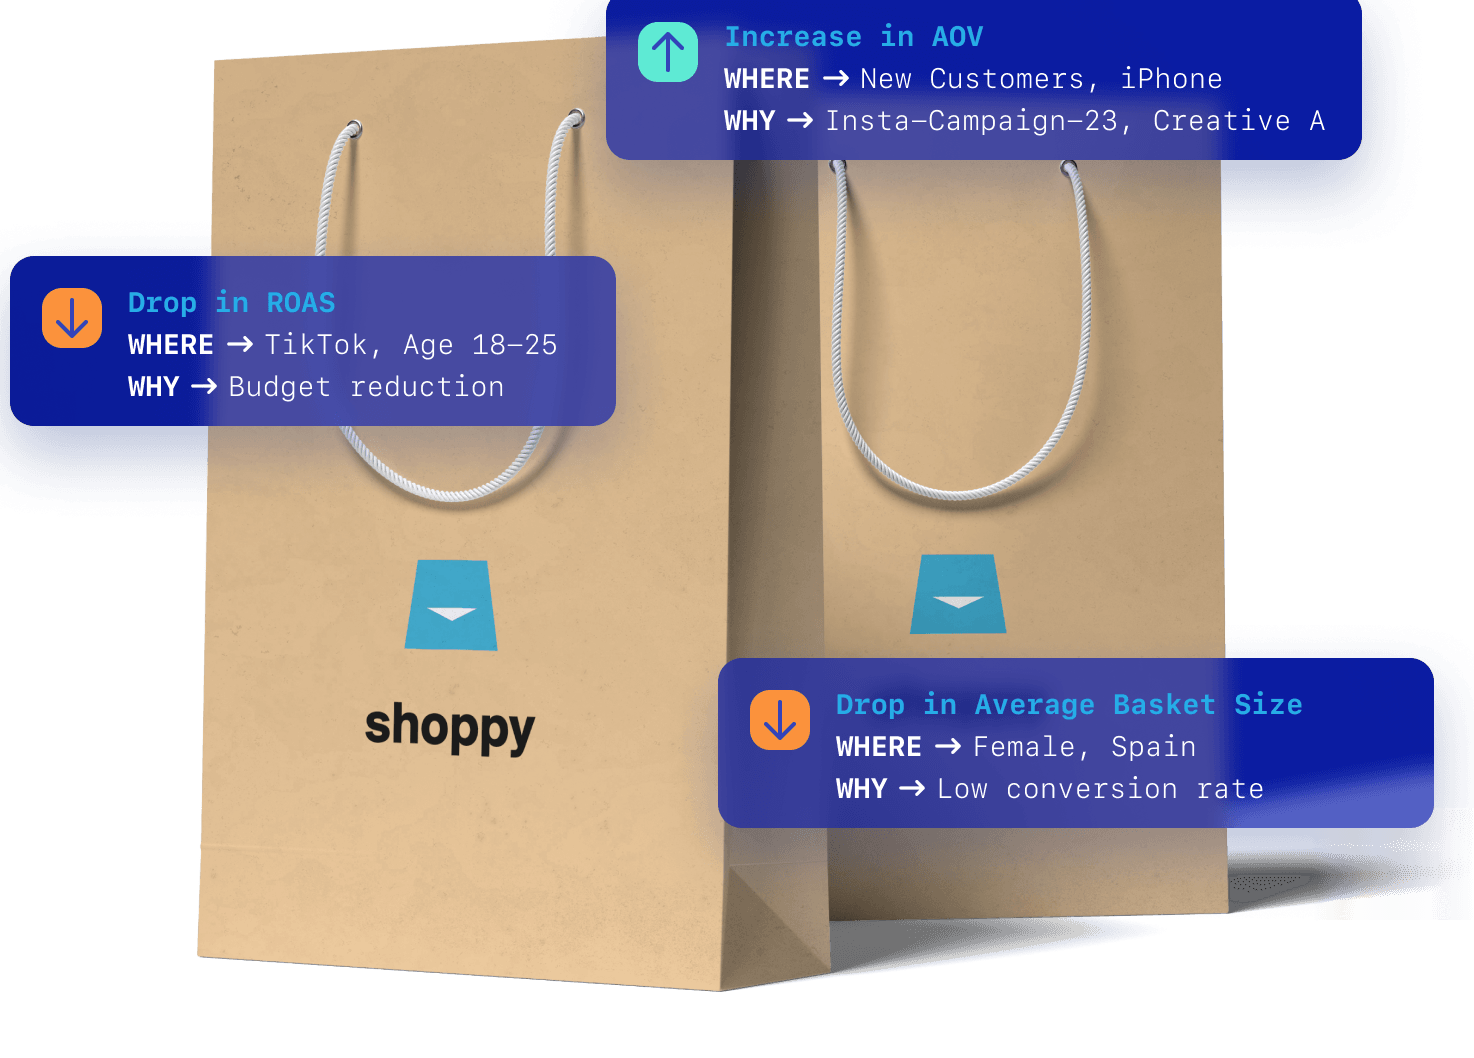 Increase in AOV
WHERE → New Customers, iPhone
WHY → Insta–Campaign–23, Creative A
Drop in ROAS
WHERE → TikTok, Age 18–25
WHY → Budget reduction
shoppy
Drop in Average Basket Size
WHERE → Female, Spain
WHY → Low conversion rate